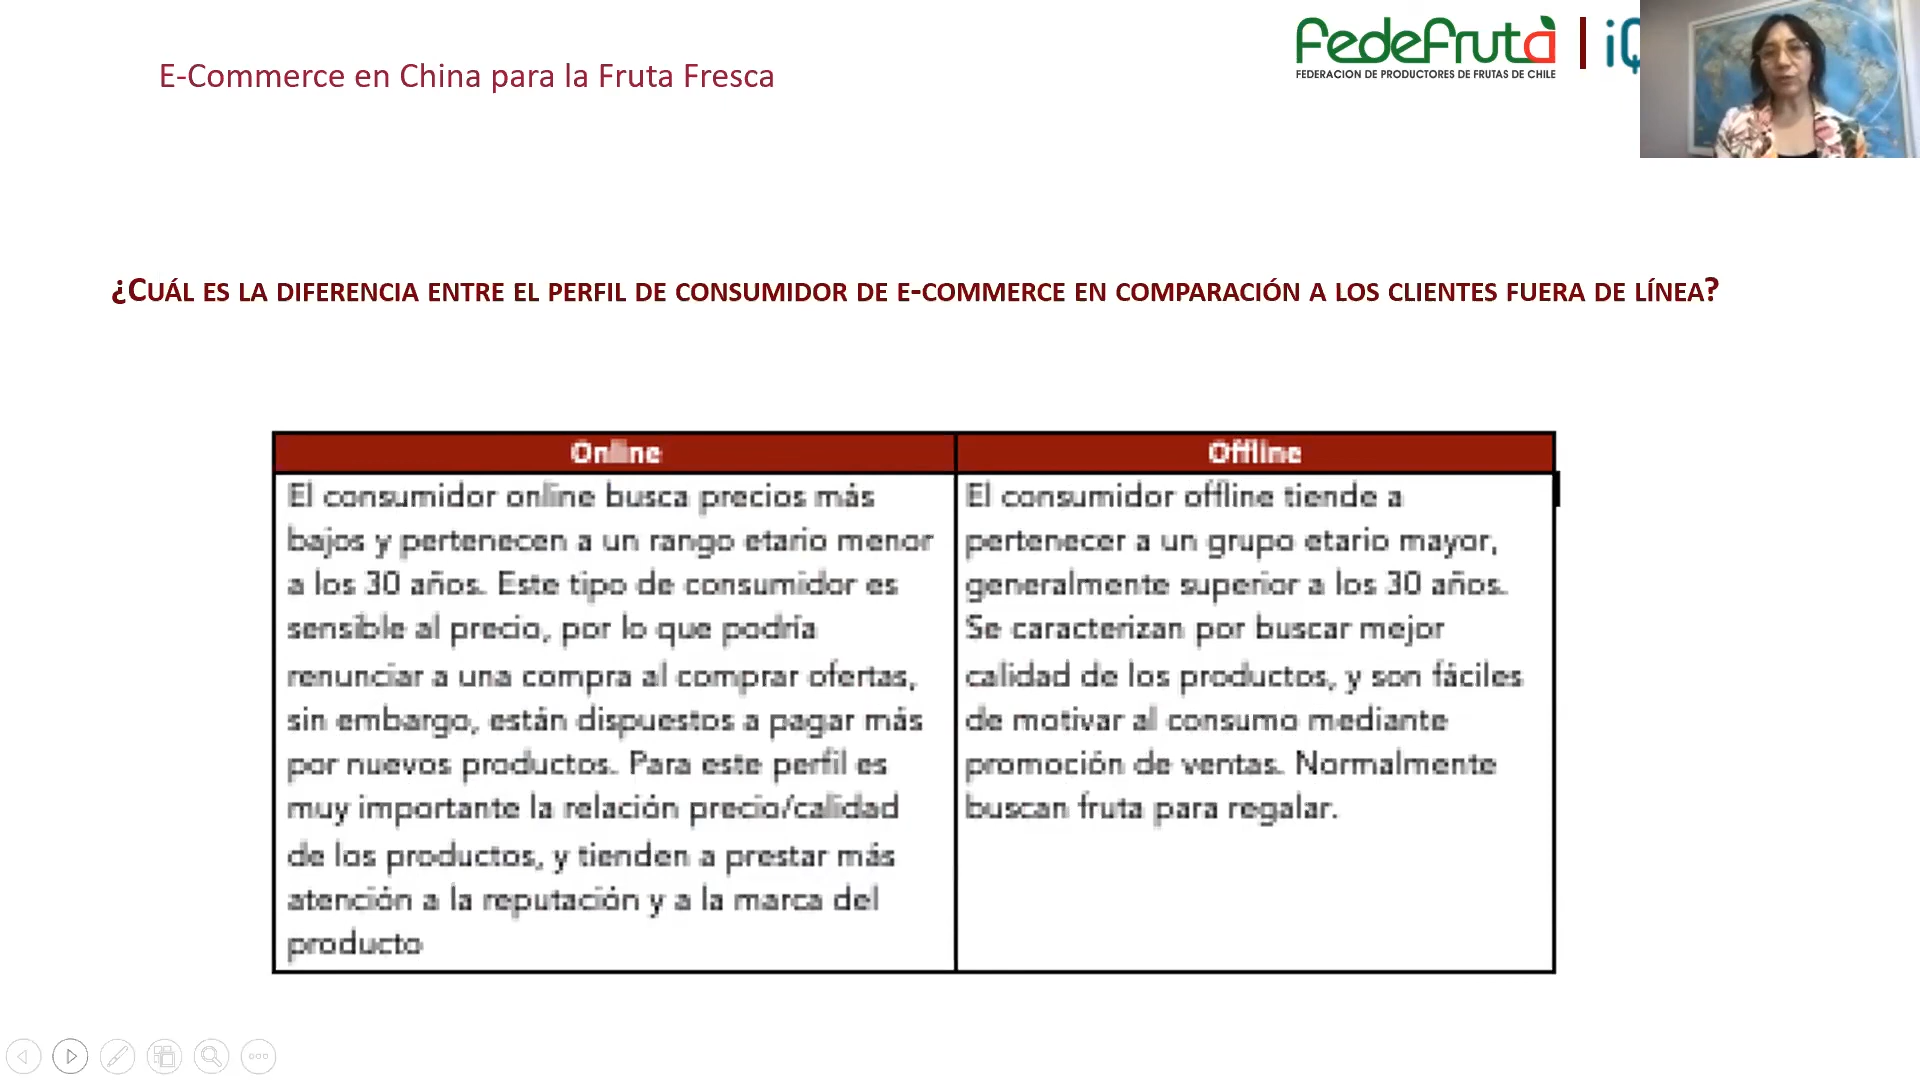 E-Commerce en China para la Fruta Fresca
FedeFruta
FEDERACION DE PRODUCTORES DE FRUTAS DE CHILE
¿Cuál es la diferencia entre el perfil de consumidor de e-commerce en comparación a los clientes fuera de línea?
Online
El consumidor online busca precios más
bajos y pertenecen a un rango etario menor
a los 30 años. Este tipo de consumidor es
sensible al precio, por lo que podría
renunciar a una compra al comprar ofertas,
sin embargo, están dispuestos a pagar más
por nuevos productos. Para este perfil es
muy importante la relación precio/calidad
de los productos, y tienden a prestar más
atención a la reputación y a la marca del
producto
Offline
El consumidor offline tiende a
pertenecer a un grupo etario mayor,
generalmente superior a los 30 años.
Se caracterizan por buscar mejor
calidad de los productos, y son fáciles
de motivar al consumo mediante
promoción de ventas. Normalmente
buscan fruta para regalar.